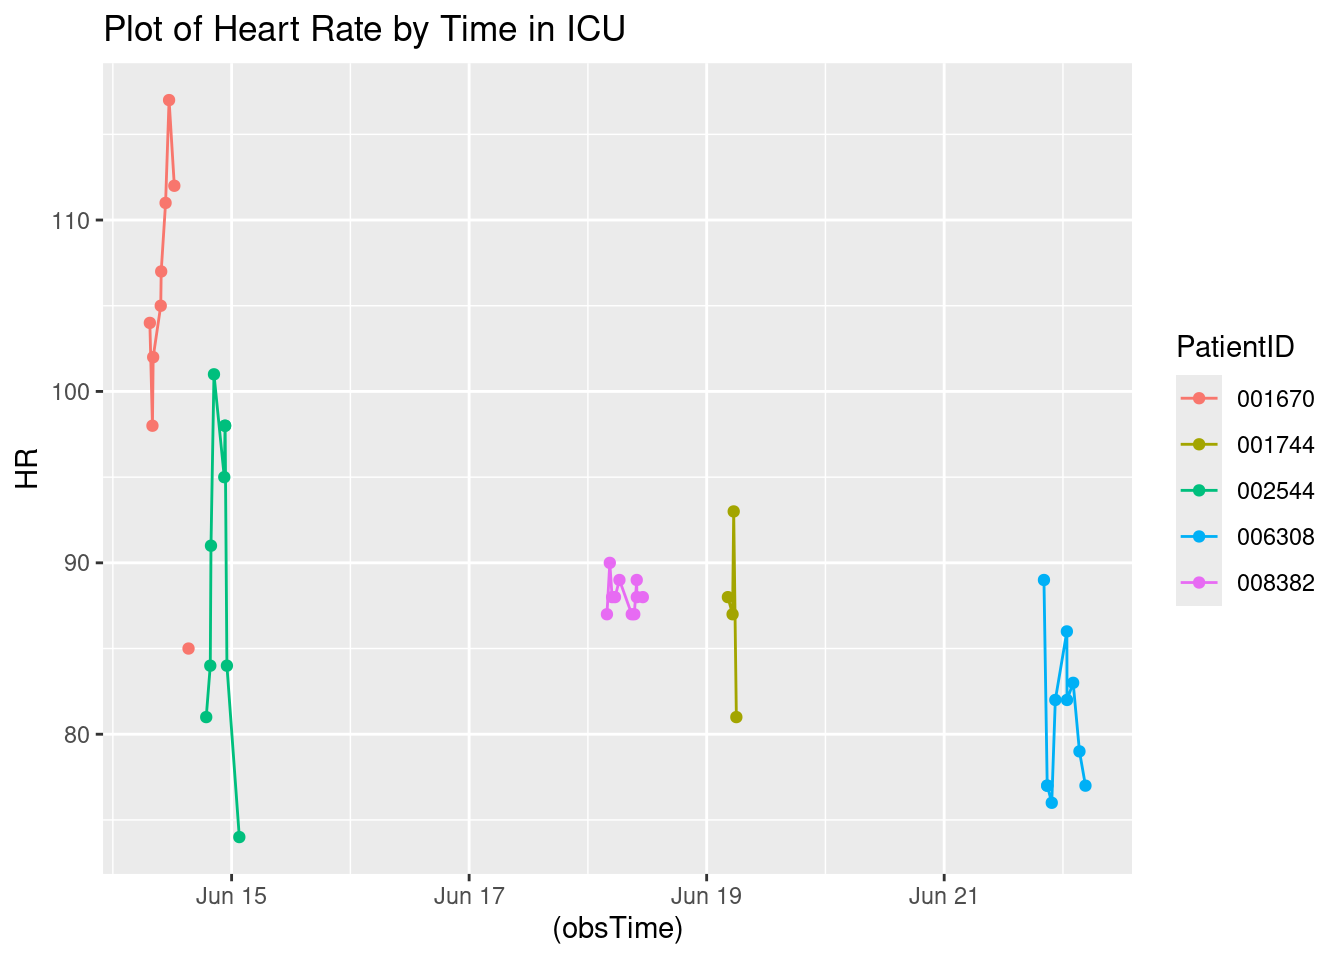 Plot of Heart Rate by Time in ICU
HR
110
100
90
80
Jun 15
Jun 17
Jun 19
Jun 21
(obsTime)
PatientID
001670
001744
002544
006308
008382